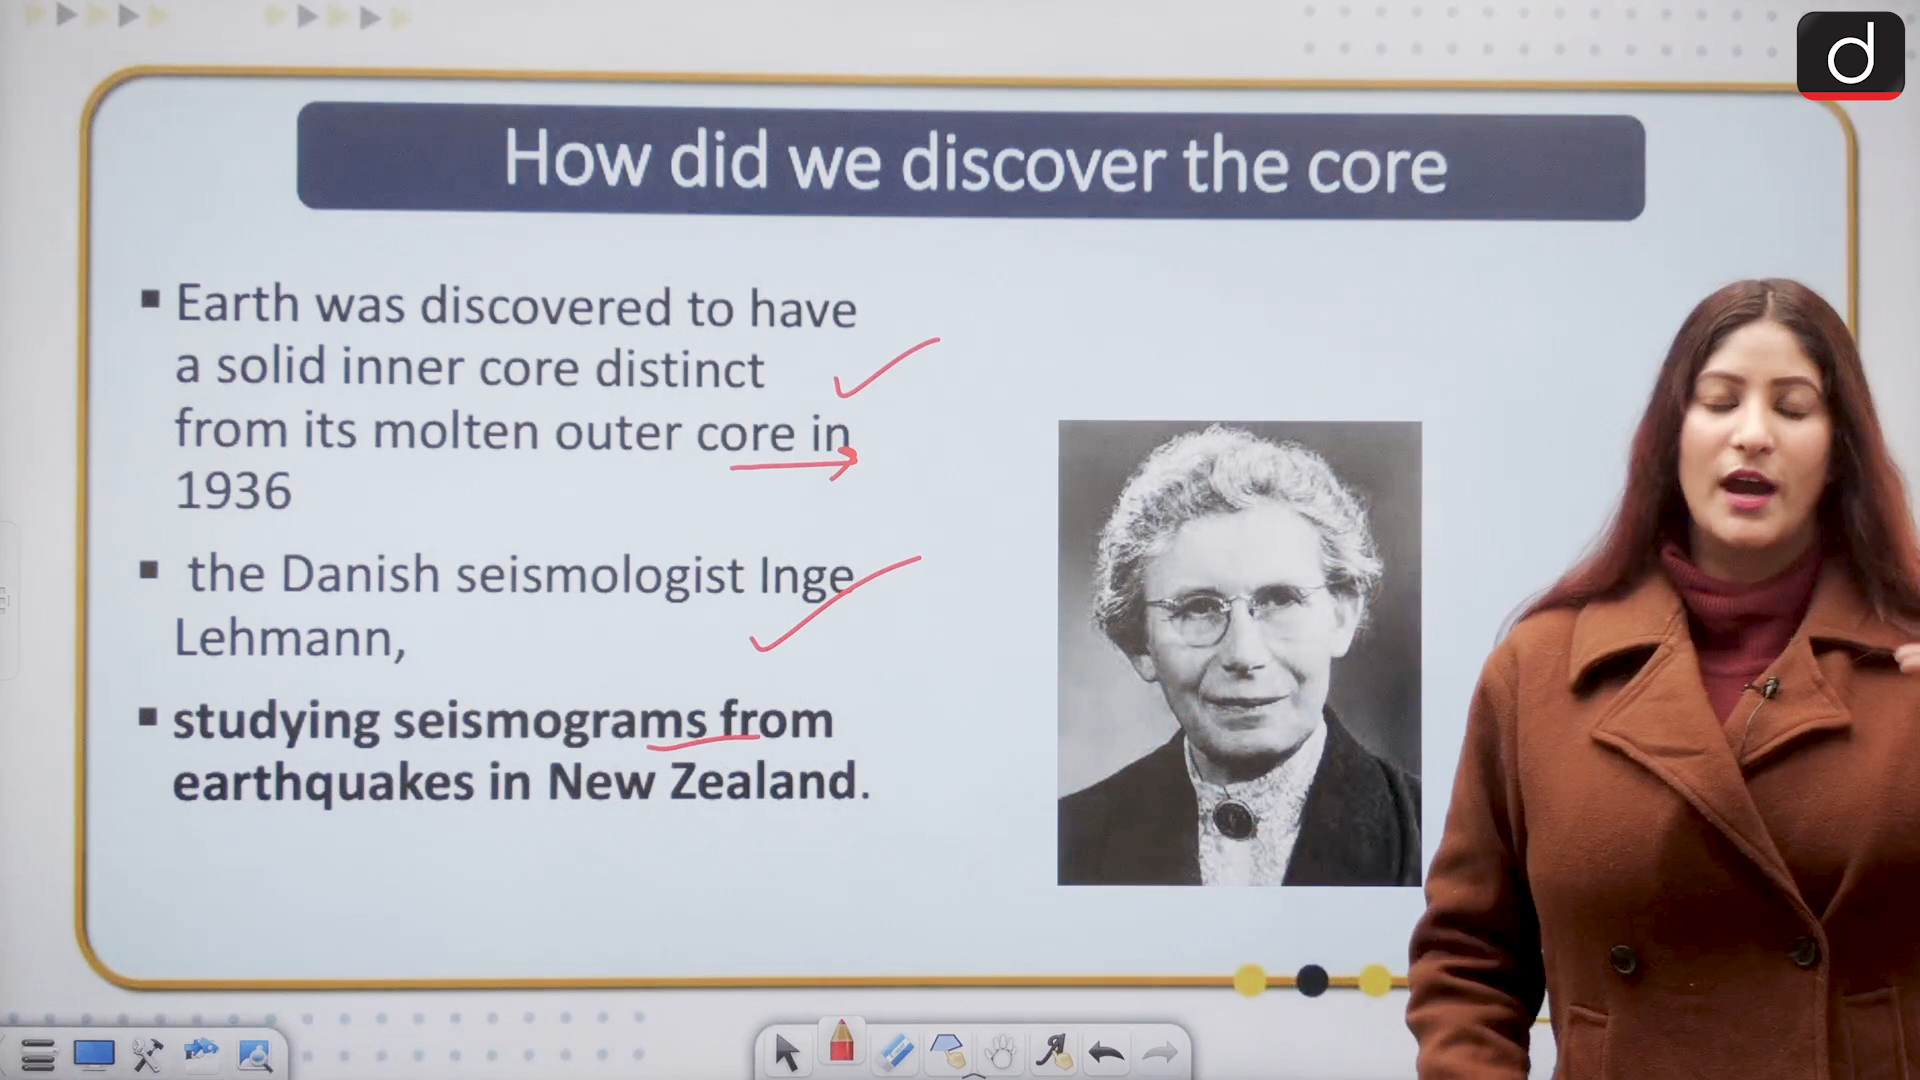 d
How did we discover the core
▪ Earth was discovered to have
a solid inner core distinct
from its molten outer core in
1936
▪ the Danish seismologist Inge
Lehmann,
▪ studying seismograms from
earthquakes in New Zealand.